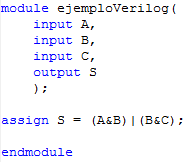 module ejemploVerilog(
input A,
input B,
input C,
output S
);
assign S = (A&B)|(B&C);
endmodule